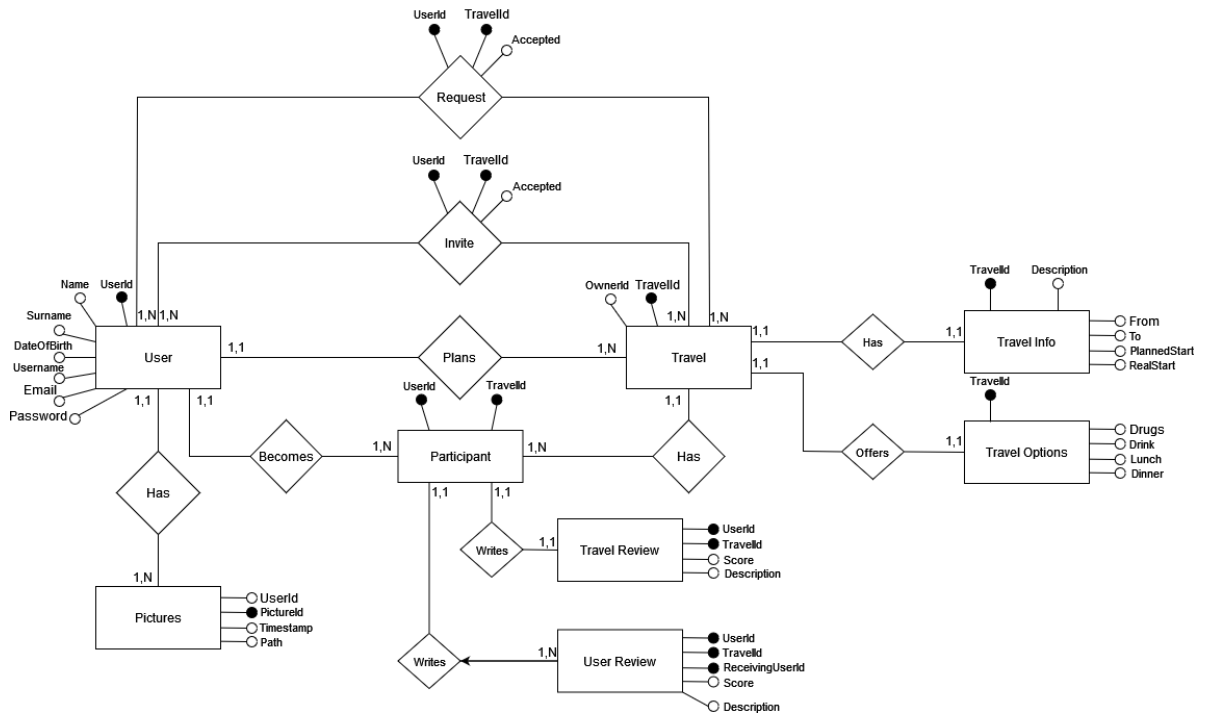 UserId TravelId
Accepted
Request
UserId TravelId
Accepted
Invite
Name UserId
Surname
DateOfBirth
Username
Email
Password
1,N 1,N
User
1,1
1,1 1,1
Plans
1,N
OwnerId TravelId
1,N 1,N
Travel
1,1
1,1
1,1
Has
1,1
TravelId Description
Travel Info
From
To
PlannedStart
RealStart
Offers
1,1
TravelId
Travel Options
Drugs
Drink
Lunch
Dinner
UserId TravelId
Becomes
1,N
Participant
1,N
Has
1,1 1,1
Has
1,N
Pictures
UserId
PictureId
Timestamp
Path
Writes
1,1
Travel Review
UserId
TravelId
Score
Description
Writes
1,N
User Review
UserId
TravelId
ReceivingUserId
Score
Description